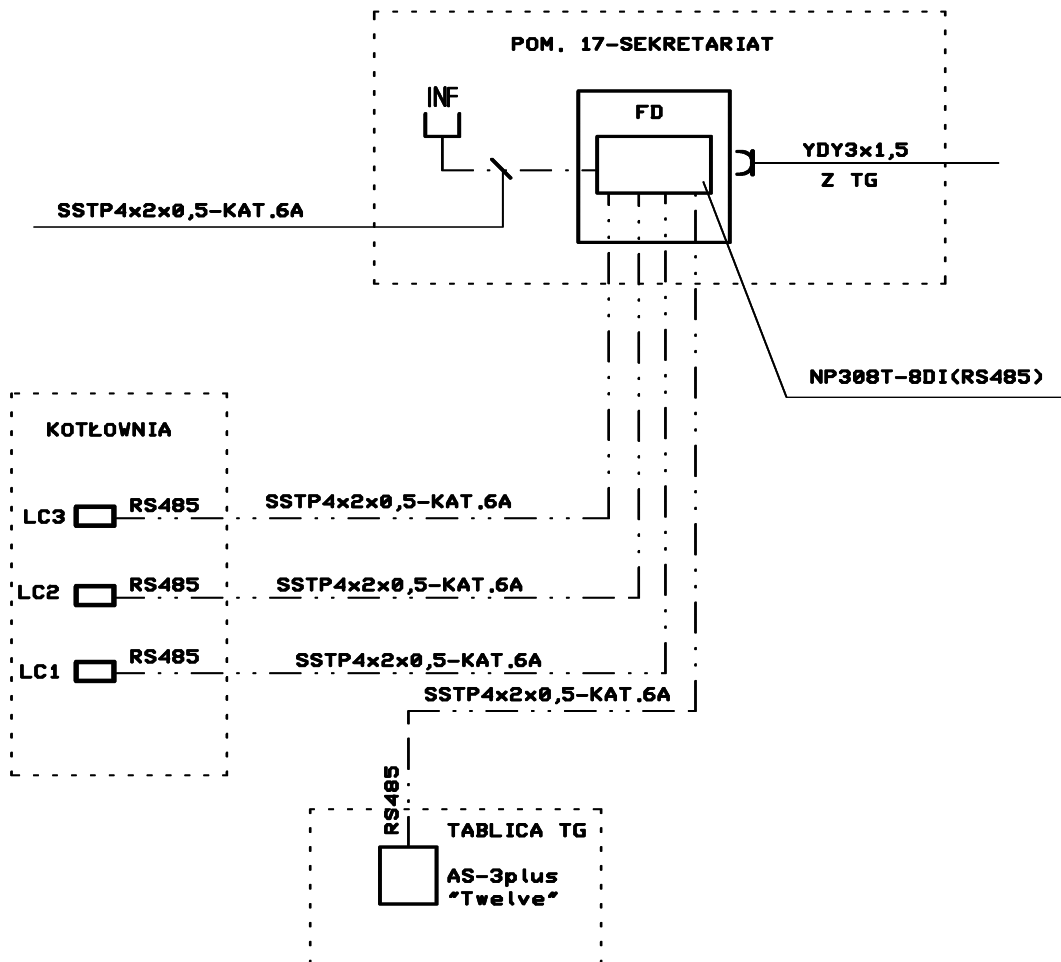 POM. 17-SEKRETARIAT
INF
FD
YDY3x1,5
Z TG
SSTP4x2x0,5-KAT.6A
NP308T-8DI(RS485)
KOTŁOWNIA
LC3
RS485
SSTP4x2x0,5-KAT.6A
LC2
RS485
SSTP4x2x0,5-KAT.6A
LC1
RS485
SSTP4x2x0,5-KAT.6A
SSTP4x2x0,5-KAT.6A
RS485
TABLICA TG
AS-3plus
"Twelve"